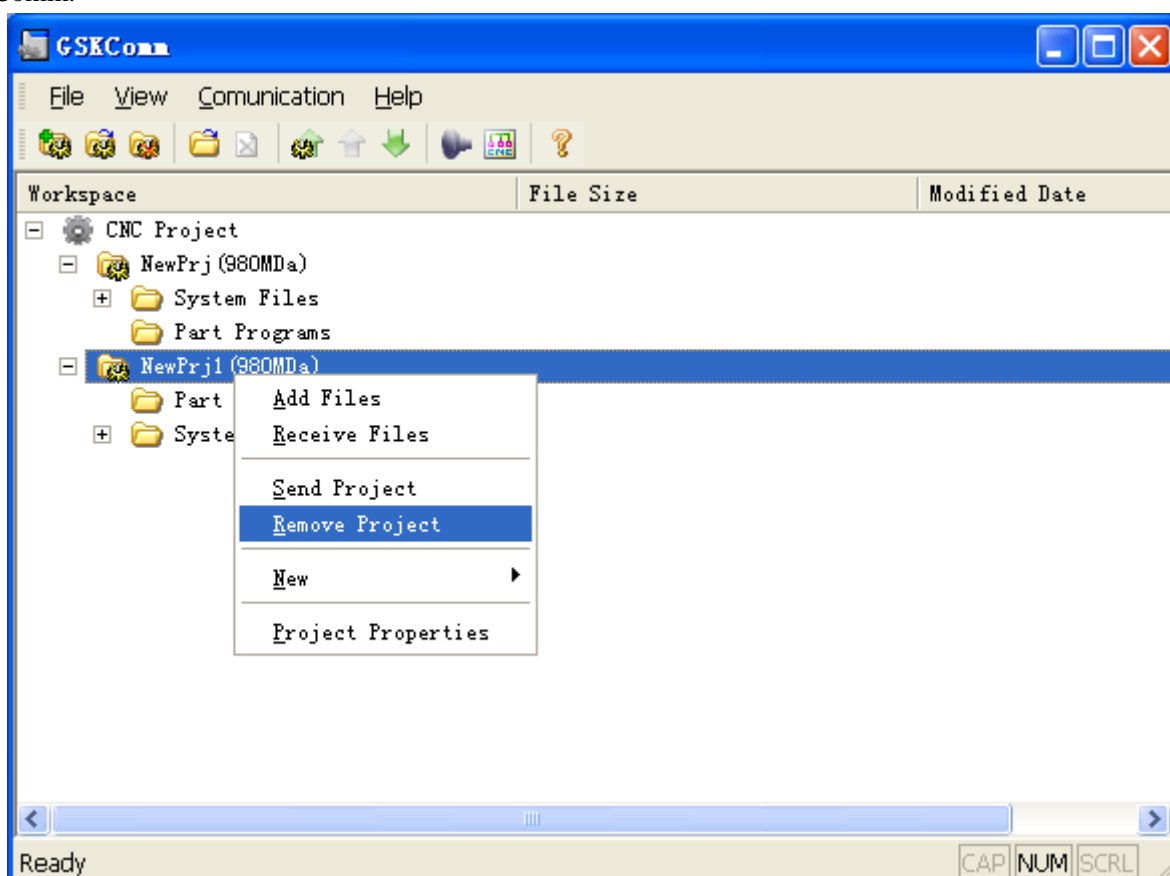 GSKComm
File View Comunication Help
Workspace File Size Modified Date
CNC Project
NewPrj(980MDa)
System Files
Part Programs
NewPrj1(980MDa)
Part
Syste
Add Files
Receive Files
Send Project
Remove Project
New
Project Properties
Ready CAP NUM SCRL